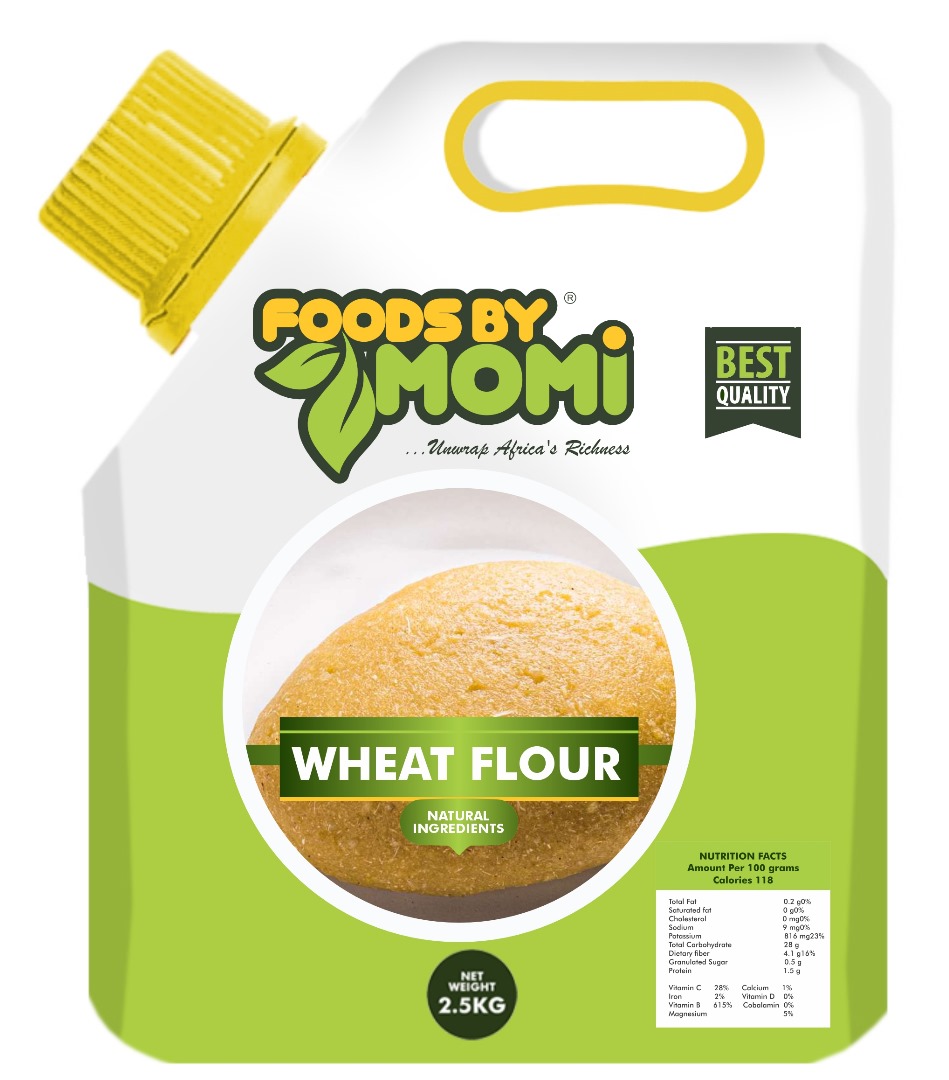 FOODS BY ®
MOMi
...Unwrap Africa's Richness
BEST
QUALITY
WHEAT FLOUR
NATURAL
INGREDIENTS
NUTRITION FACTS
Amount Per 100 grams
Calories 118
Total Fat 0.2 g0%
Saturated fat 0 g0%
Cholesterol 0 mg0%
Sodium 9 mg0%
Potassium 816 mg23%
Total Carbohydrate 28 g
Dietary fiber 4.1 g16%
Granulated Sugar 0.5 g
Protein 1.5 g
Vitamin C 28% Calcium 1%
Iron 2% Vitamin D 0%
Vitamin B 615% Cobalamin 0%
Magnesium 5%
NET
WEIGHT
2.5KG